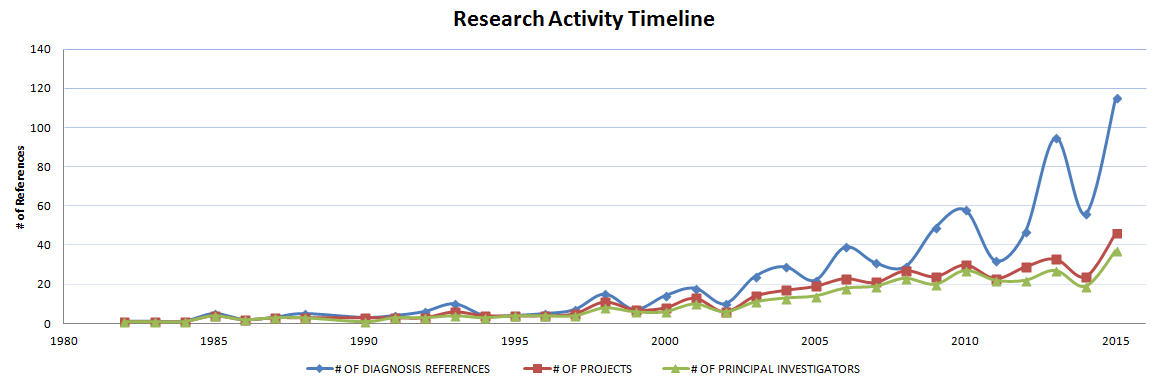 Research Activity Timeline
140
120
100
80
60
40
20
0
# of References
1980 1985 1990 1995 2000 2005 2010 2015
# OF DIAGNOSIS REFERENCES # OF PROJECTS # OF PRINCIPAL INVESTIGATORS